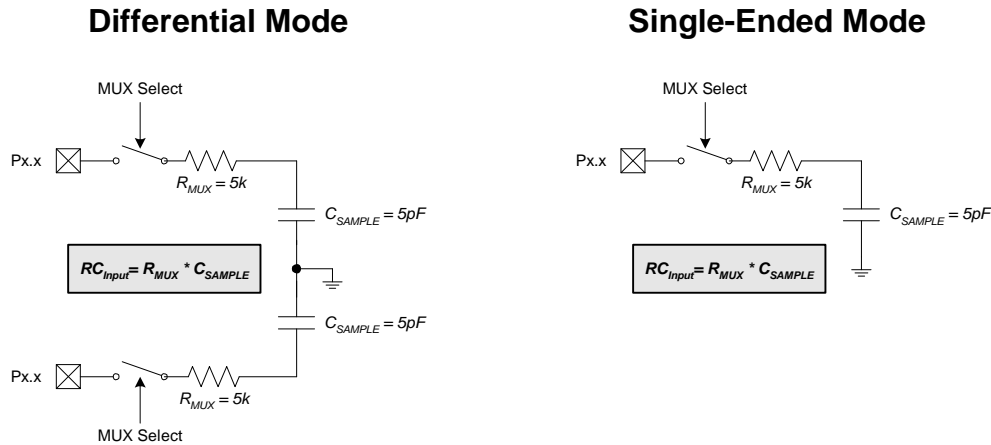 Differential Mode
MUX Select
Px.x
R_MUX = 5k
C_SAMPLE = 5pF
RC_Input= R_MUX * C_SAMPLE
C_SAMPLE = 5pF
Px.x
R_MUX = 5k
MUX Select
Single-Ended Mode
MUX Select
Px.x
R_MUX = 5k
C_SAMPLE = 5pF
RC_Input= R_MUX * C_SAMPLE